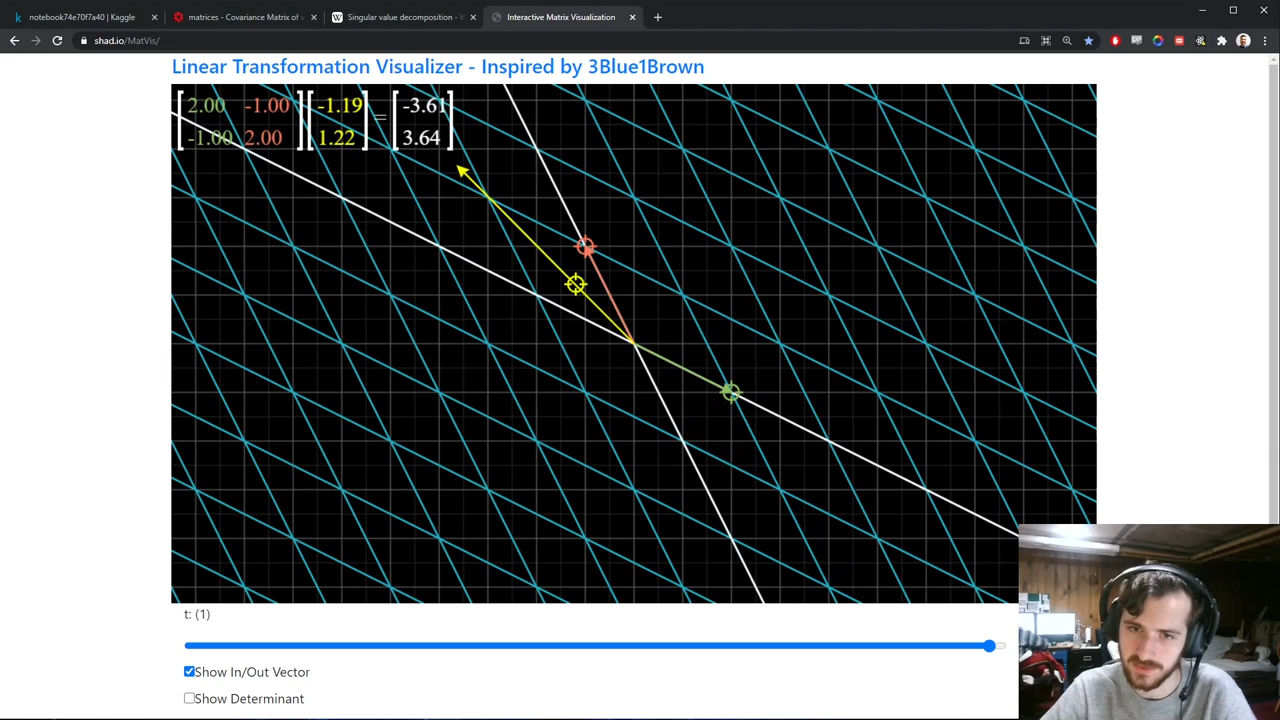 notebook74e70f7a40 | Kaggle
matrices - Covariance Matrix of v
Singular value decomposition - W
Interactive Matrix Visualization
shad.io/MatVis/
Linear Transformation Visualizer - Inspired by 3Blue1Brown
2.00 -1.00 -1.19 = -3.61
-1.00 2.00 1.22 3.64
t: (1)
Show In/Out Vector
Show Determinant